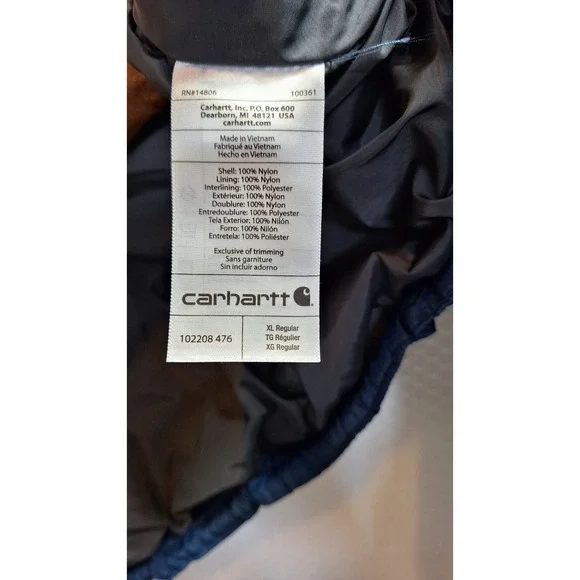 RN#14806 100361
Carhartt, Inc. P.O. Box 600
Dearborn, MI 48121 USA
carhartt.com
Made in Vietnam
Fabriqué au Vietnam
Hecho en Vietnam
Shell: 100% Nylon
Lining: 100% Nylon
Interlining: 100% Polyester
Extérieur: 100% Nylon
Doublure: 100% Nylon
Entredoublure: 100% Polyester
Tela Exterior: 100% Nilón
Forro: 100% Nilón
Entretela: 100% Poliéster
Exclusive of trimming
Sans garniture
Sin incluir adorno
carhartt
102208 476
XL Regular
TG Régulier
XG Regular